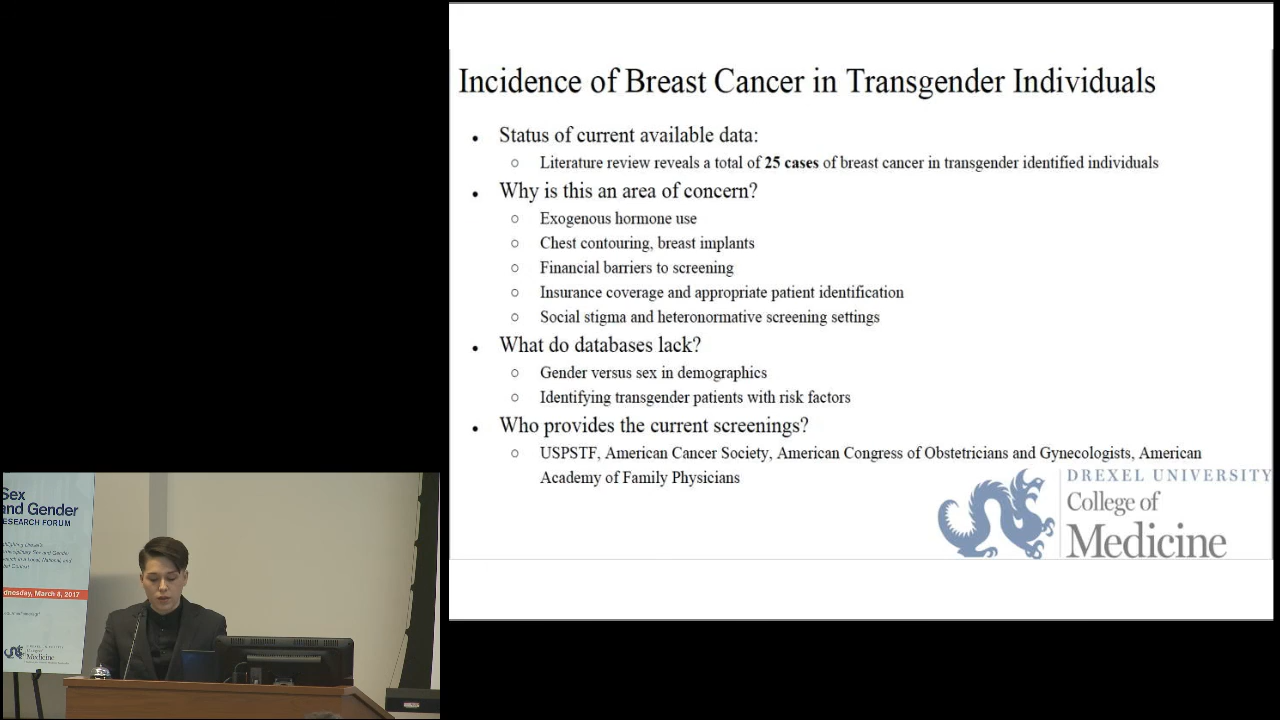 Incidence of Breast Cancer in Transgender Individuals
• Status of current available data:
○ Literature review reveals a total of 25 cases of breast cancer in transgender identified individuals
• Why is this an area of concern?
○ Exogenous hormone use
○ Chest contouring, breast implants
○ Financial barriers to screening
○ Insurance coverage and appropriate patient identification
○ Social stigma and heteronormative screening settings
• What do databases lack?
○ Gender versus sex in demographics
○ Identifying transgender patients with risk factors
• Who provides the current screenings?
○ USPSTF, American Cancer Society, American Congress of Obstetricians and Gynecologists, American
Academy of Family Physicians
DREXEL UNIVERSITY
College of
Medicine
Sex
nd Gender
ESEARCH FORUM
dnesday, March 8, 2017
Medicine